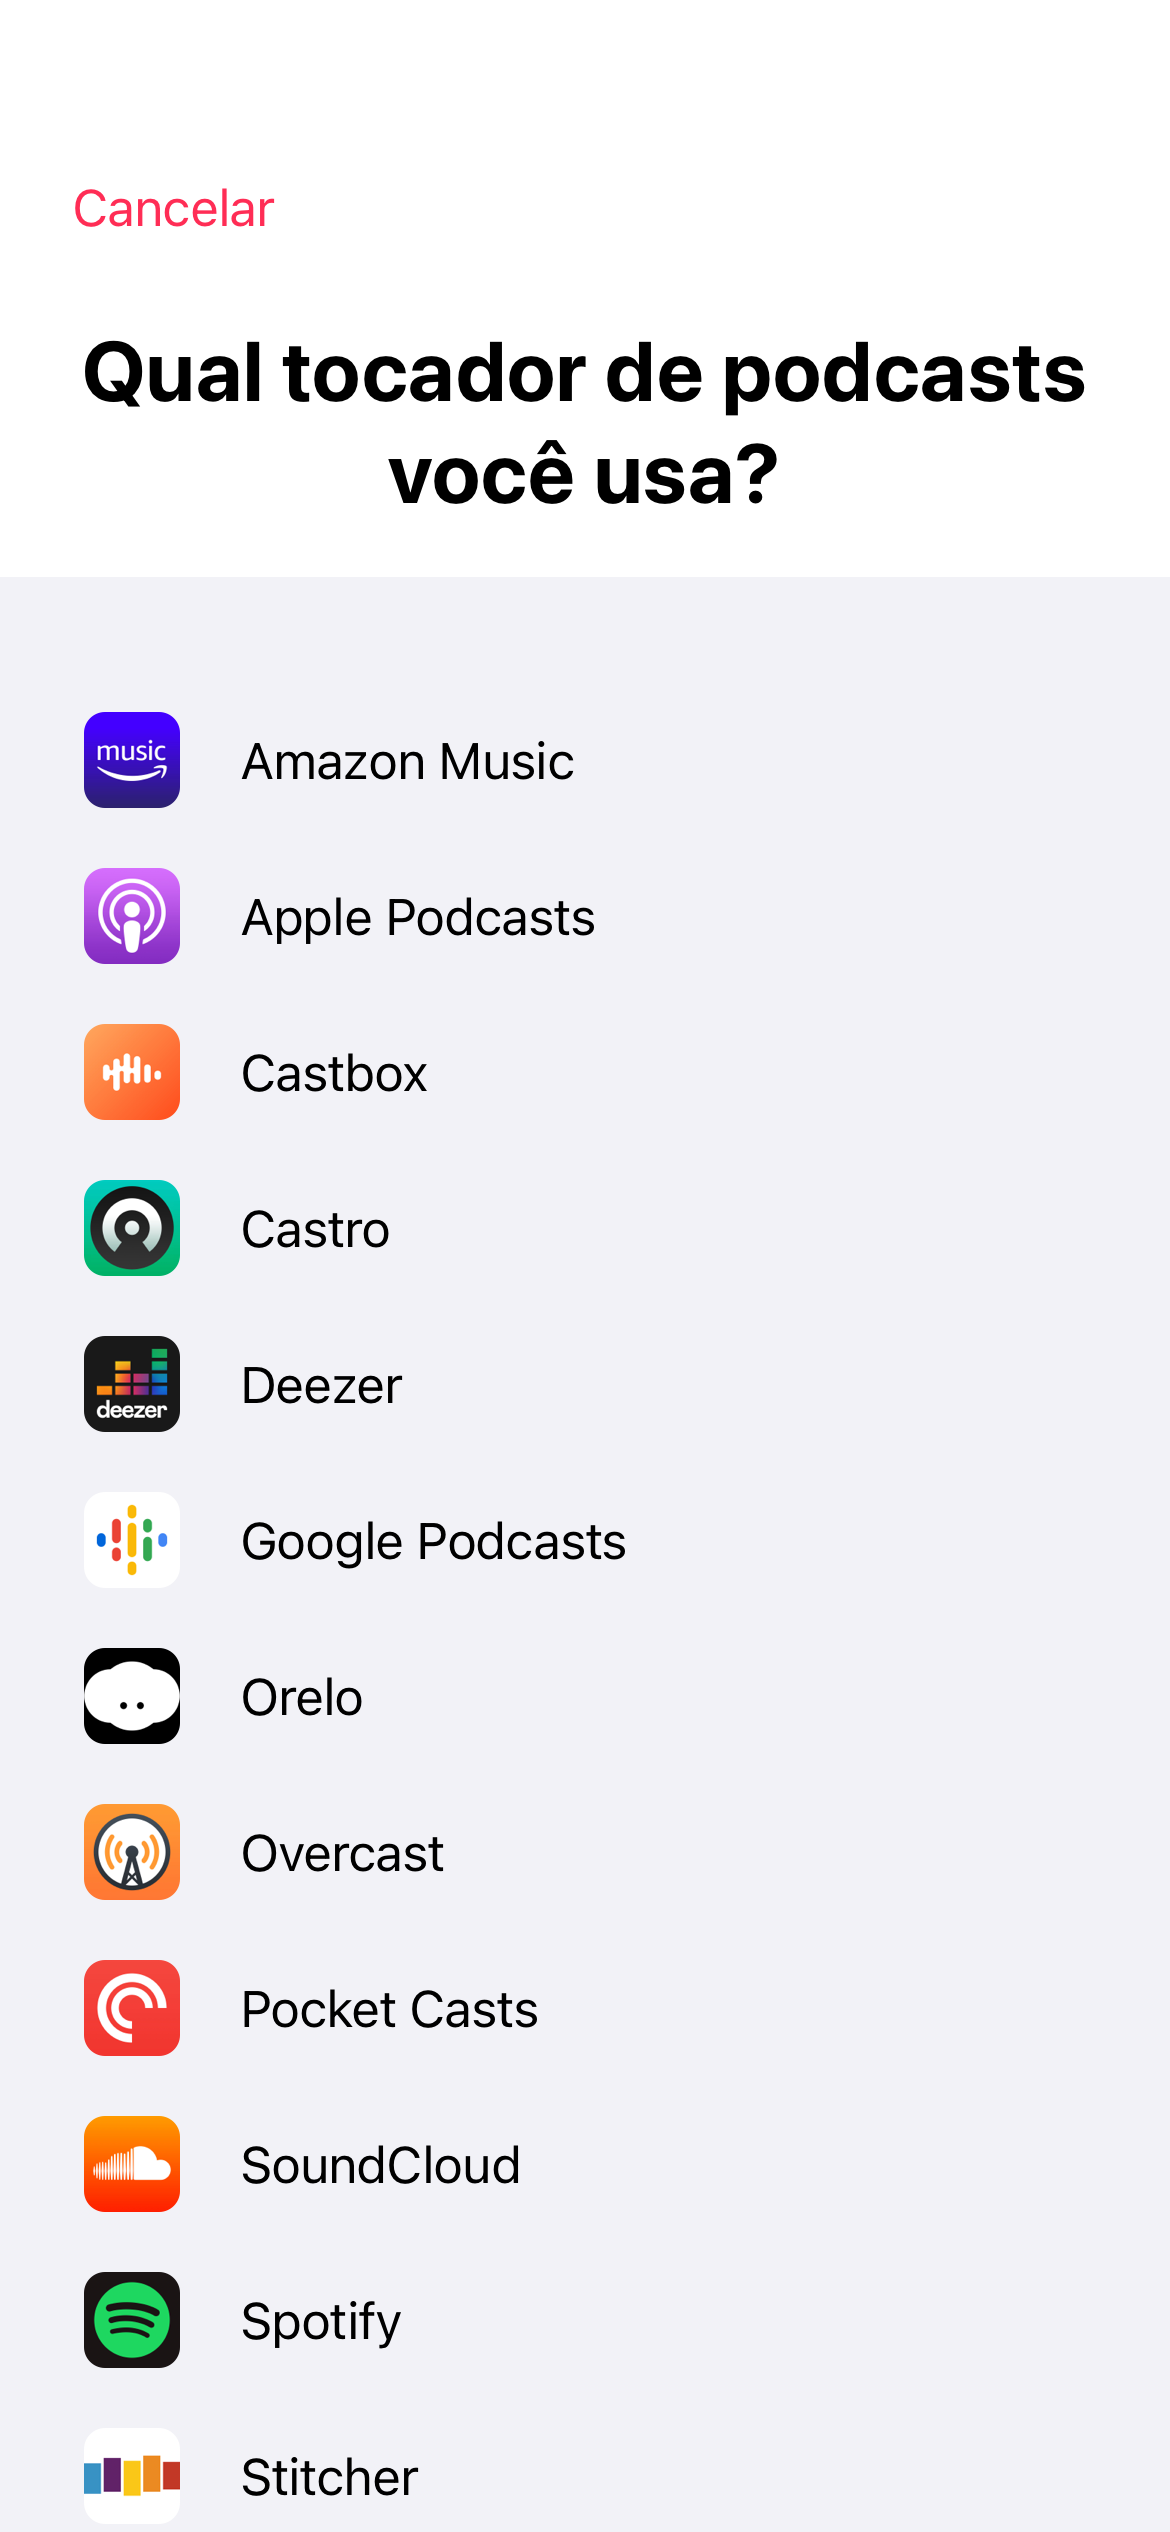 Cancelar
Qual tocador de podcasts
você usa?
music
Amazon Music
Apple Podcasts
Castbox
Castro
deezer
Deezer
Google Podcasts
Orelo
Overcast
Pocket Casts
SoundCloud
Spotify
Stitcher